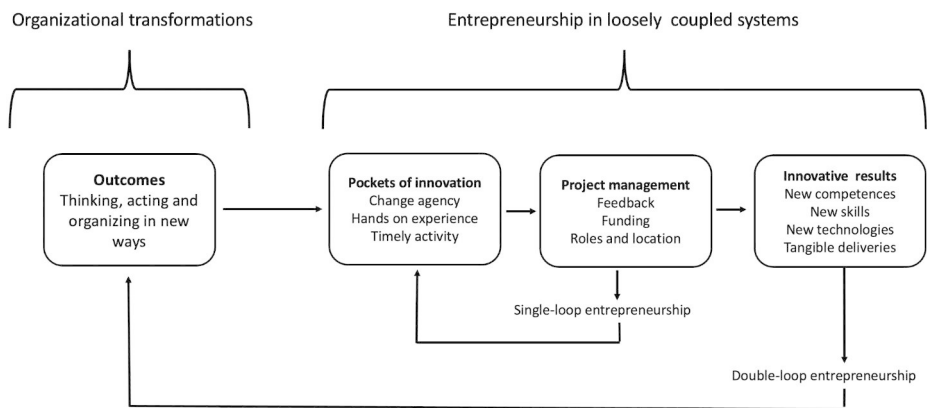 Organizational transformations
Entrepreneurship in loosely coupled systems
Outcomes
Thinking, acting and
organizing in new
ways
Pockets of innovation
Change agency
Hands on experience
Timely activity
Project management
Feedback
Funding
Roles and location
Innovative results
New competences
New skills
New technologies
Tangible deliveries
Single-loop entrepreneurship
Double-loop entrepreneurship